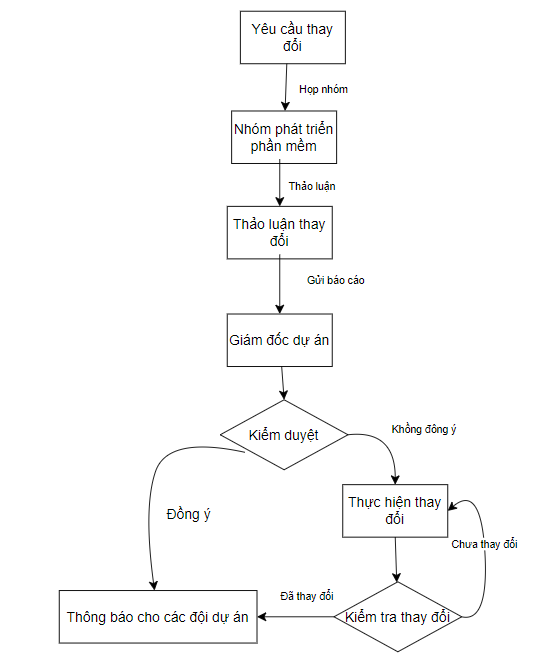 Yêu cầu thay
đổi
Họp nhóm
Nhóm phát triển
phần mềm
Thảo luận
Thảo luận thay
đổi
Gửi báo cáo
Giám đốc dự án
Kiểm duyệt
Khồng đông ý
Thực hiện thay
đổi
Đồng ý
Chưa thay đổi
Đã thay đổi
Thông báo cho các đội dự án
Kiểm tra thay đổi